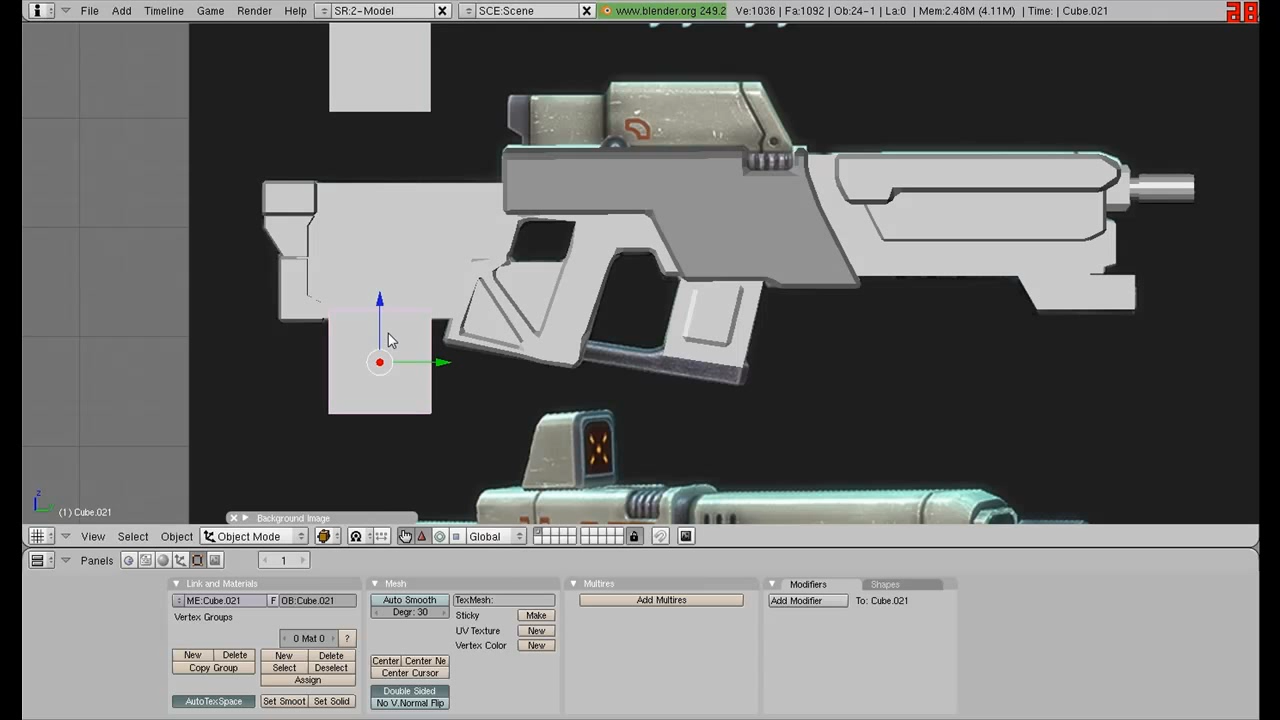 File Add Timeline Game Render Help SR:2-Model SCE:Scene www.blender.org 249.2 Ve:1036 | Fa:1092 | Ob:24-1 | La:0 | Mem:2.48M (4.11M) | Time: | Cube.021 28
z
(1) Cube.021
Background Image
View Select Object Object Mode Global
Panels 1
Link and Materials Mesh Multires Modifiers Shapes
ME:Cube.021 F OB:Cube.021 Auto Smooth TexMesh: Add Multires Add Modifier To: Cube.021
Degr: 30
Vertex Groups Sticky Make
UV Texture New
0 Mat 0 ? Vertex Color New
New Delete New Delete Center Center Ne
Copy Group Select Deselect Center Cursor
Assign
Double Sided
AutoTexSpace Set Smoot Set Solid No V.Normal Flip